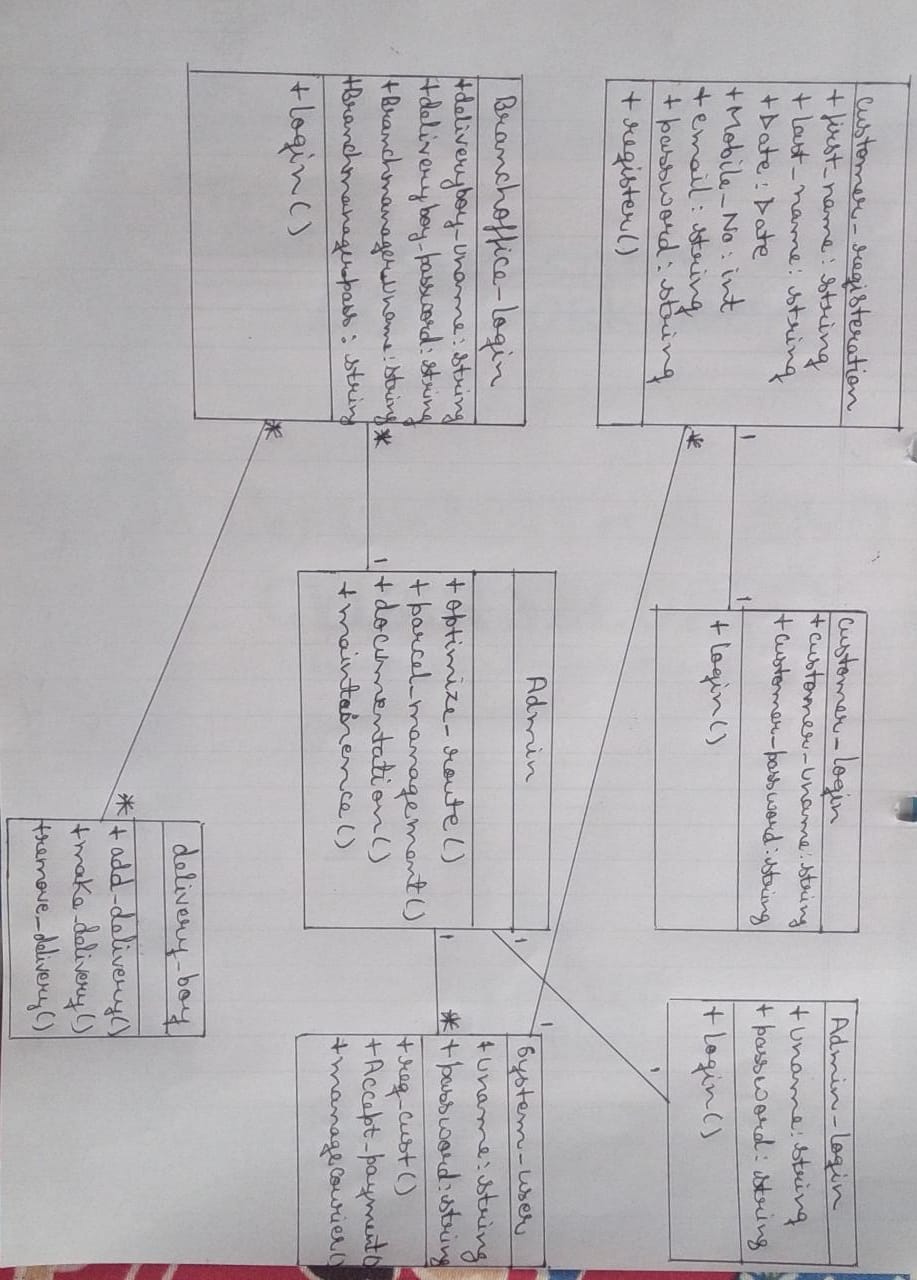 customer_registeration
+ first_name: string
+ last_name: string
+ Date: Date
+ Mobile_No: int
+ email: string
+ password: string
+ register()
1
1
*
customer_login
+ customer_uname: string
+ customer_password: string
+ login()
Admin_login
+ uname: string
+ password: string
+ login()
1
1
1
Branchoffice_login
+deliveryboy_uname: string
+deliveryboy_password: string
+Branchmanager_uname: string
+Branchmanagerpass: string
+ login()
*
1
*
Admin
+ optimize_route()
+ parcel_management()
+ documentation()
+ maintainence()
1
*
System_user
+ uname: string
+ password: string
+ reg_cust()
+ Accept_payment()
+ managecourier()
delivery_boy
*
+ add_delivery()
+ make_delivery()
+remove_delivery()